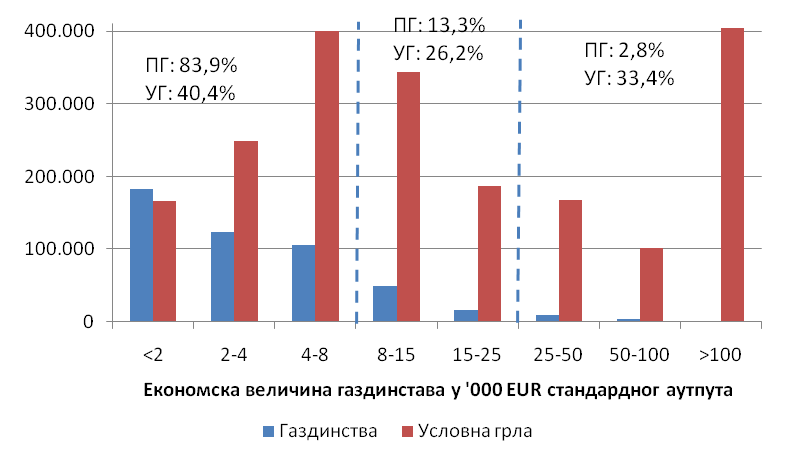 400.000
300.000
200.000
100.000
0
ПГ: 83,9%
УГ: 40,4%
ПГ: 13,3%
УГ: 26,2%
ПГ: 2,8%
УГ: 33,4%
<2 2-4 4-8 8-15 15-25 25-50 50-100 >100
Економска величина газдинстава у '000 EUR стандардног аутпута
Газдинства Условна грла